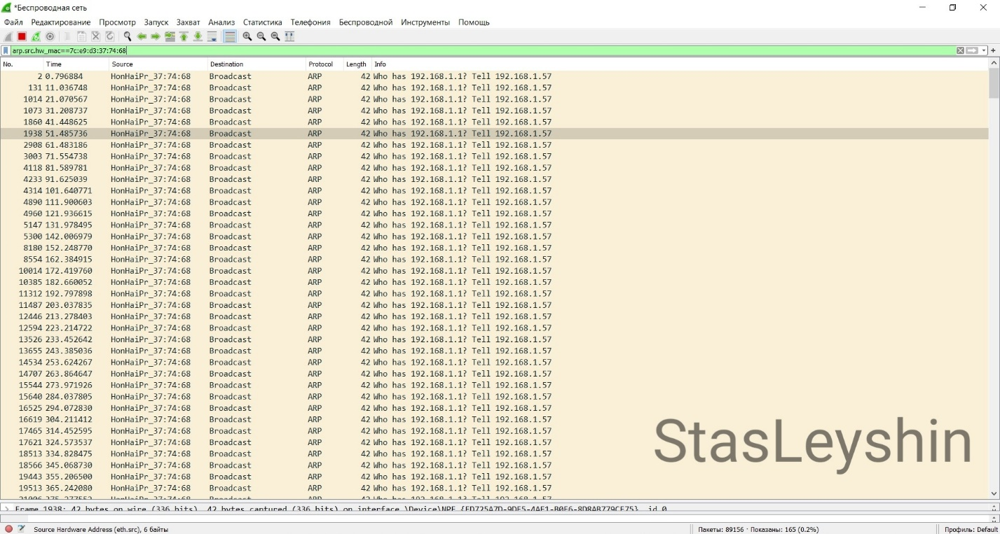 *Беспроводная сеть
Файл Редактирование Просмотр Запуск Захват Анализ Статистика Телефония Беспроводной Инструменты Помощь
arp.src.hw_mac==7c:e9:d3:37:74:68
No. Time Source Destination Protocol Length Info
2 0.796884 HonHaiPr_37:74:68 Broadcast ARP 42 Who has 192.168.1.1? Tell 192.168.1.57
131 11.036748 HonHaiPr_37:74:68 Broadcast ARP 42 Who has 192.168.1.1? Tell 192.168.1.57
1014 21.070567 HonHaiPr_37:74:68 Broadcast ARP 42 Who has 192.168.1.1? Tell 192.168.1.57
1073 31.208737 HonHaiPr_37:74:68 Broadcast ARP 42 Who has 192.168.1.1? Tell 192.168.1.57
1860 41.448625 HonHaiPr_37:74:68 Broadcast ARP 42 Who has 192.168.1.1? Tell 192.168.1.57
1938 51.485736 HonHaiPr_37:74:68 Broadcast ARP 42 Who has 192.168.1.1? Tell 192.168.1.57
2908 61.483186 HonHaiPr_37:74:68 Broadcast ARP 42 Who has 192.168.1.1? Tell 192.168.1.57
3003 71.554738 HonHaiPr_37:74:68 Broadcast ARP 42 Who has 192.168.1.1? Tell 192.168.1.57
4118 81.589781 HonHaiPr_37:74:68 Broadcast ARP 42 Who has 192.168.1.1? Tell 192.168.1.57
4233 91.625039 HonHaiPr_37:74:68 Broadcast ARP 42 Who has 192.168.1.1? Tell 192.168.1.57
4314 101.640771 HonHaiPr_37:74:68 Broadcast ARP 42 Who has 192.168.1.1? Tell 192.168.1.57
4890 111.900603 HonHaiPr_37:74:68 Broadcast ARP 42 Who has 192.168.1.1? Tell 192.168.1.57
4960 121.936615 HonHaiPr_37:74:68 Broadcast ARP 42 Who has 192.168.1.1? Tell 192.168.1.57
5147 131.978495 HonHaiPr_37:74:68 Broadcast ARP 42 Who has 192.168.1.1? Tell 192.168.1.57
5300 142.006979 HonHaiPr_37:74:68 Broadcast ARP 42 Who has 192.168.1.1? Tell 192.168.1.57
8180 152.248770 HonHaiPr_37:74:68 Broadcast ARP 42 Who has 192.168.1.1? Tell 192.168.1.57
8554 162.384915 HonHaiPr_37:74:68 Broadcast ARP 42 Who has 192.168.1.1? Tell 192.168.1.57
10014 172.419760 HonHaiPr_37:74:68 Broadcast ARP 42 Who has 192.168.1.1? Tell 192.168.1.57
10385 182.660052 HonHaiPr_37:74:68 Broadcast ARP 42 Who has 192.168.1.1? Tell 192.168.1.57
11312 192.797898 HonHaiPr_37:74:68 Broadcast ARP 42 Who has 192.168.1.1? Tell 192.168.1.57
11487 203.037835 HonHaiPr_37:74:68 Broadcast ARP 42 Who has 192.168.1.1? Tell 192.168.1.57
12446 213.278403 HonHaiPr_37:74:68 Broadcast ARP 42 Who has 192.168.1.1? Tell 192.168.1.57
12594 223.214722 HonHaiPr_37:74:68 Broadcast ARP 42 Who has 192.168.1.1? Tell 192.168.1.57
13526 233.452642 HonHaiPr_37:74:68 Broadcast ARP 42 Who has 192.168.1.1? Tell 192.168.1.57
13655 243.385036 HonHaiPr_37:74:68 Broadcast ARP 42 Who has 192.168.1.1? Tell 192.168.1.57
14534 253.624267 HonHaiPr_37:74:68 Broadcast ARP 42 Who has 192.168.1.1? Tell 192.168.1.57
14707 263.864647 HonHaiPr_37:74:68 Broadcast ARP 42 Who has 192.168.1.1? Tell 192.168.1.57
15544 273.971926 HonHaiPr_37:74:68 Broadcast ARP 42 Who has 192.168.1.1? Tell 192.168.1.57
15640 284.037805 HonHaiPr_37:74:68 Broadcast ARP 42 Who has 192.168.1.1? Tell 192.168.1.57
16525 294.072830 HonHaiPr_37:74:68 Broadcast ARP 42 Who has 192.168.1.1? Tell 192.168.1.57
16619 304.211412 HonHaiPr_37:74:68 Broadcast ARP 42 Who has 192.168.1.1? Tell 192.168.1.57
17465 314.452595 HonHaiPr_37:74:68 Broadcast ARP 42 Who has 192.168.1.1? Tell 192.168.1.57
17621 324.573537 HonHaiPr_37:74:68 Broadcast ARP 42 Who has 192.168.1.1? Tell 192.168.1.57
18513 334.828475 HonHaiPr_37:74:68 Broadcast ARP 42 Who has 192.168.1.1? Tell 192.168.1.57
18566 345.068730 HonHaiPr_37:74:68 Broadcast ARP 42 Who has 192.168.1.1? Tell 192.168.1.57
19443 355.206500 HonHaiPr_37:74:68 Broadcast ARP 42 Who has 192.168.1.1? Tell 192.168.1.57
19513 365.242080 HonHaiPr_37:74:68 Broadcast ARP 42 Who has 192.168.1.1? Tell 192.168.1.57
StasLeyshin
Frame 1938: 42 bytes on wire (336 bits), 42 bytes captured (336 bits) on interface
Source Hardware Address (eth.src), 6 байты Пакеты: 89156 · Показаны: 165 (0.2%) Профиль: Default